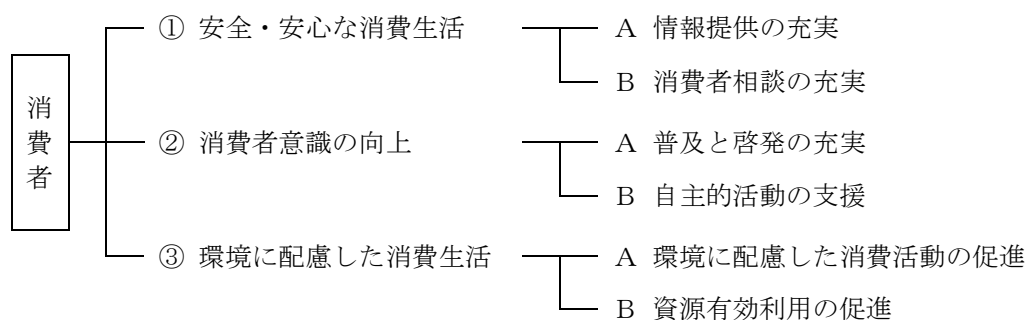 消費者
① 安全・安心な消費生活
A 情報提供の充実
B 消費者相談の充実
② 消費者意識の向上
A 普及と啓発の充実
B 自主的活動の支援
③ 環境に配慮した消費生活
A 環境に配慮した消費活動の促進
B 資源有効利用の促進